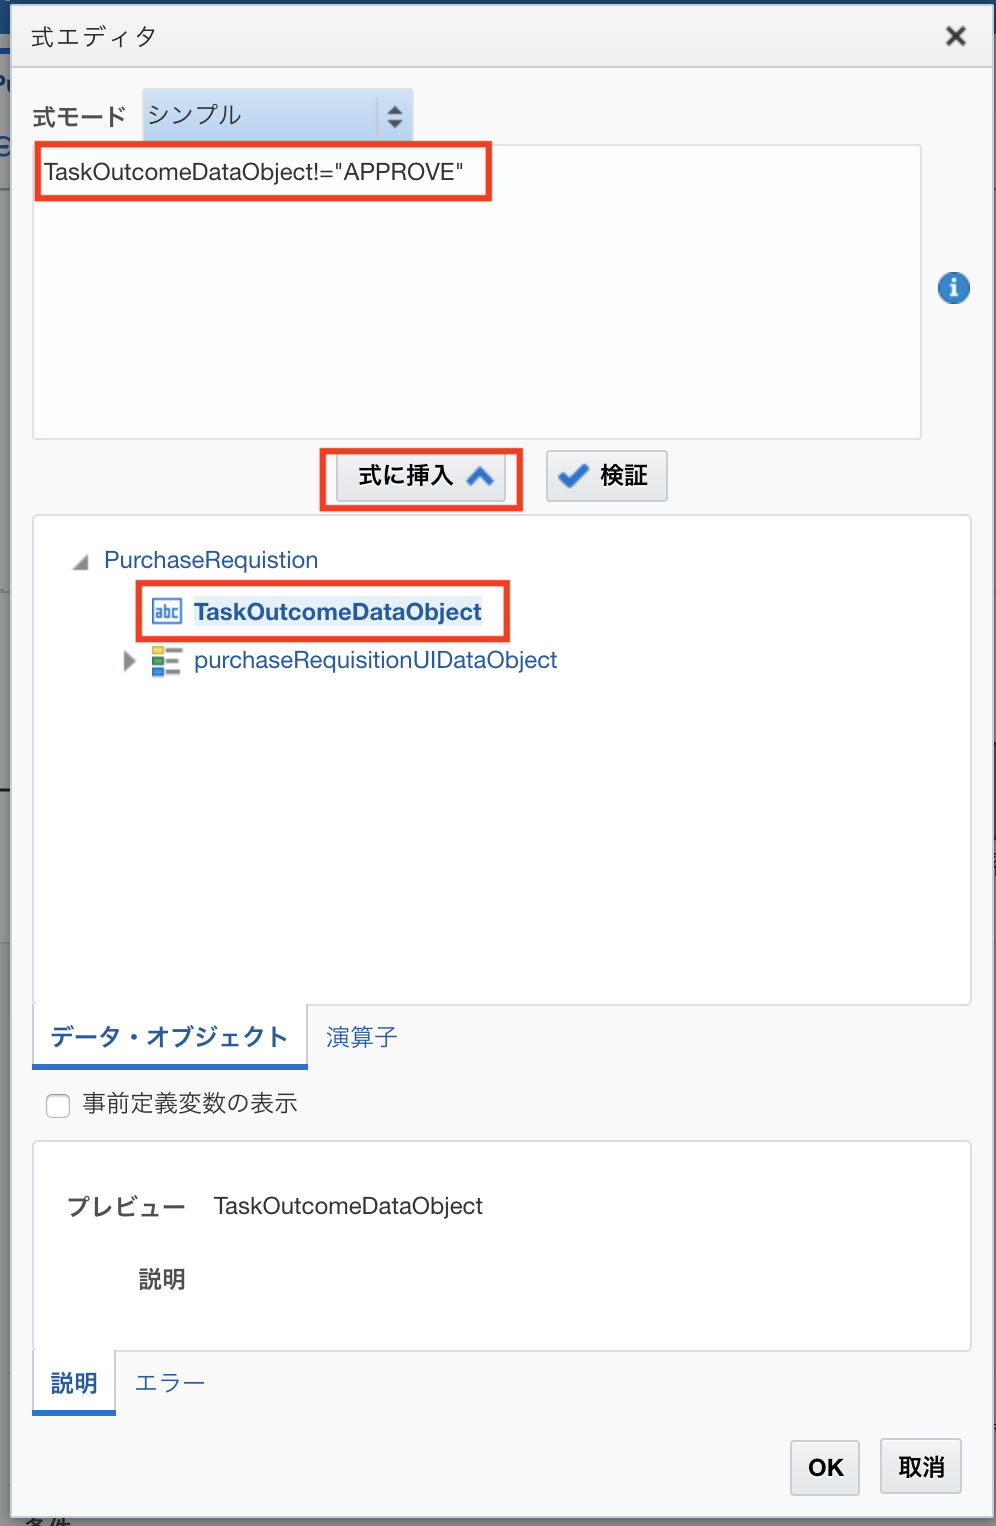 式エディタ
式モード シンプル
TaskOutcomeDataObject!="APPROVE"
式に挿入 検証
PurchaseRequistion
abc TaskOutcomeDataObject
purchaseRequisitionUIDataObject
データ・オブジェクト 演算子
事前定義変数の表示
プレビュー TaskOutcomeDataObject
説明
説明 エラー
OK 取消